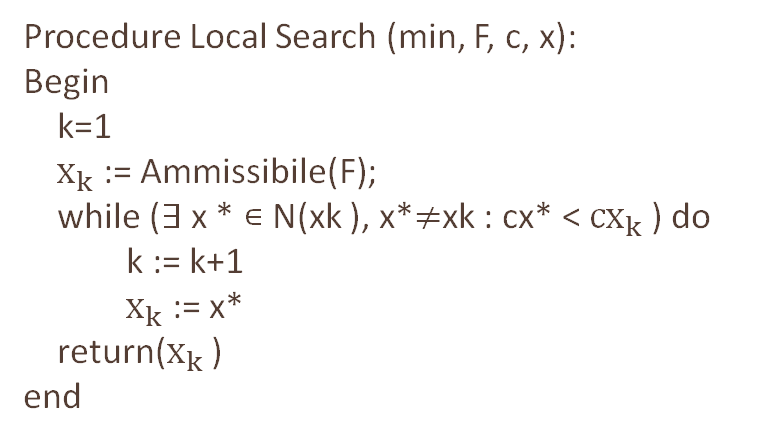 Procedure Local Search (min, F, c, x):
Begin
k=1
xₖ := Ammissibile(F);
while (∃ x * ∈ N(xk ), x*≠xk : cx* < cxₖ ) do
k := k+1
xₖ := x*
return(xₖ )
end